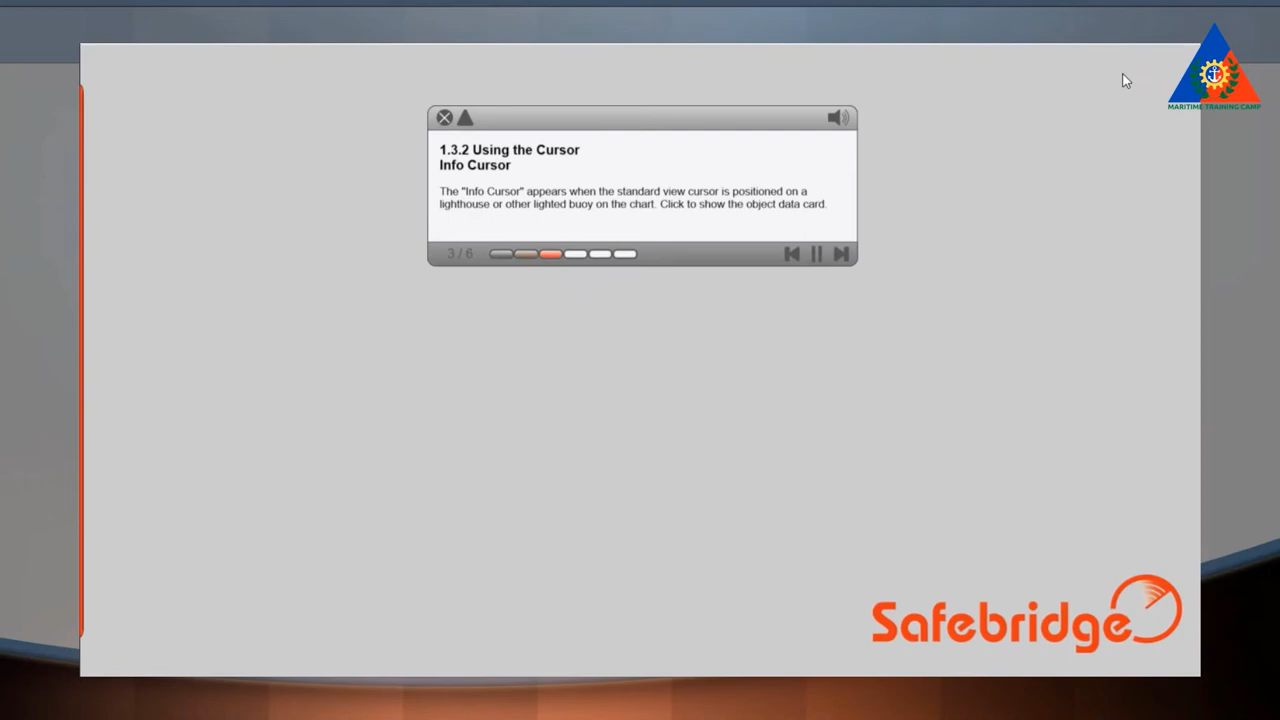 MARITIME TRAINING CAMP
1.3.2 Using the Cursor
Info Cursor
The "Info Cursor" appears when the standard view cursor is positioned on a
lighthouse or other lighted buoy on the chart. Click to show the object data card.
3 / 6
Safebridge